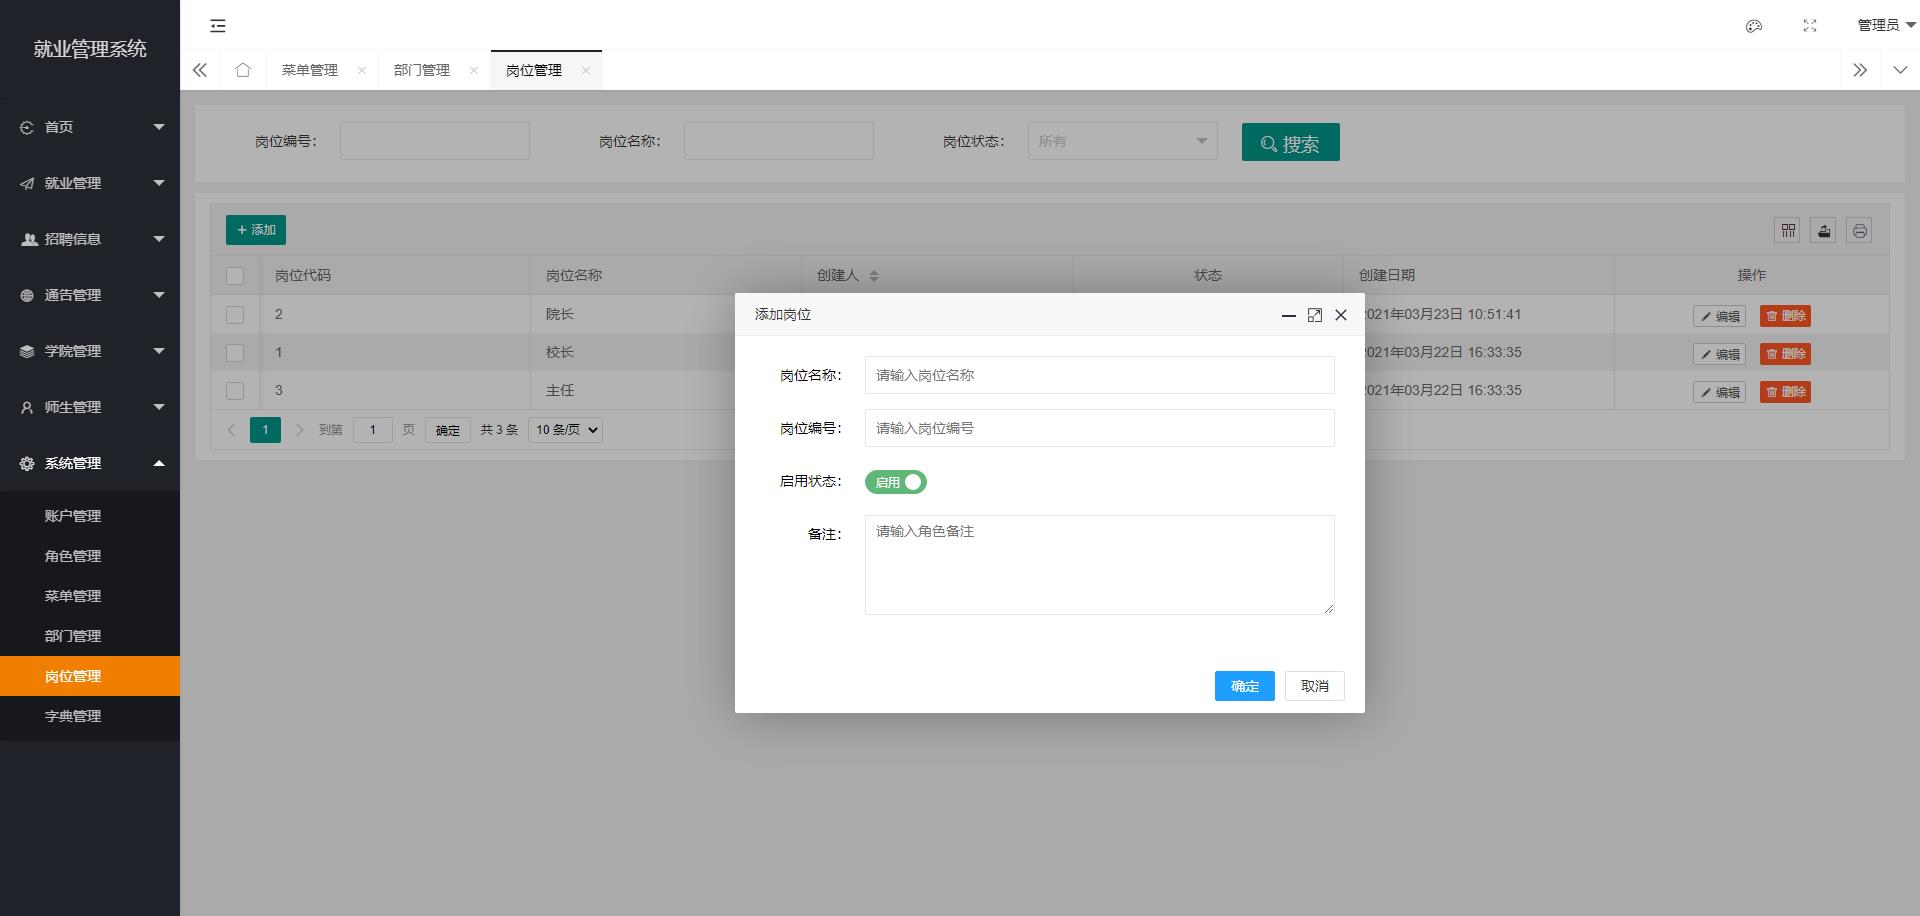 就业管理系统
管理员
菜单管理
部门管理
岗位管理
首页
就业管理
招聘信息
通告管理
学院管理
师生管理
系统管理
账户管理
角色管理
菜单管理
部门管理
岗位管理
字典管理
岗位编号：
岗位名称：
岗位状态：
所有
搜索
添加
岗位代码
岗位名称
创建人
状态
创建日期
操作
2
院长
021年03月23日 10:51:41
编辑
删除
1
校长
021年03月22日 16:33:35
编辑
删除
3
主任
021年03月22日 16:33:35
编辑
删除
1
到第
1
页
确定
共 3 条
10 条/页
添加岗位
岗位名称：
请输入岗位名称
岗位编号：
请输入岗位编号
启用状态：
启用
备注：
请输入角色备注
确定
取消